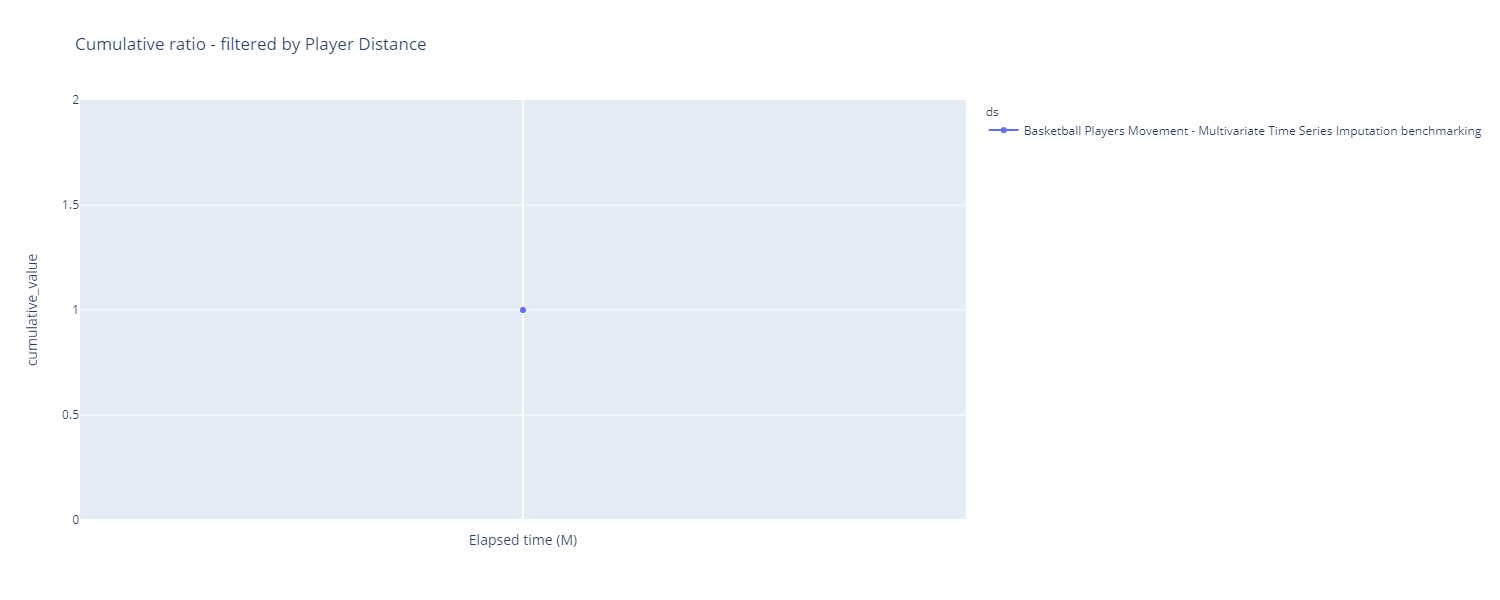 Cumulative ratio - filtered by Player Distance
2
1.5
1
0.5
0
cumulative_value
Elapsed time (M)
ds
Basketball Players Movement - Multivariate Time Series Imputation benchmarking